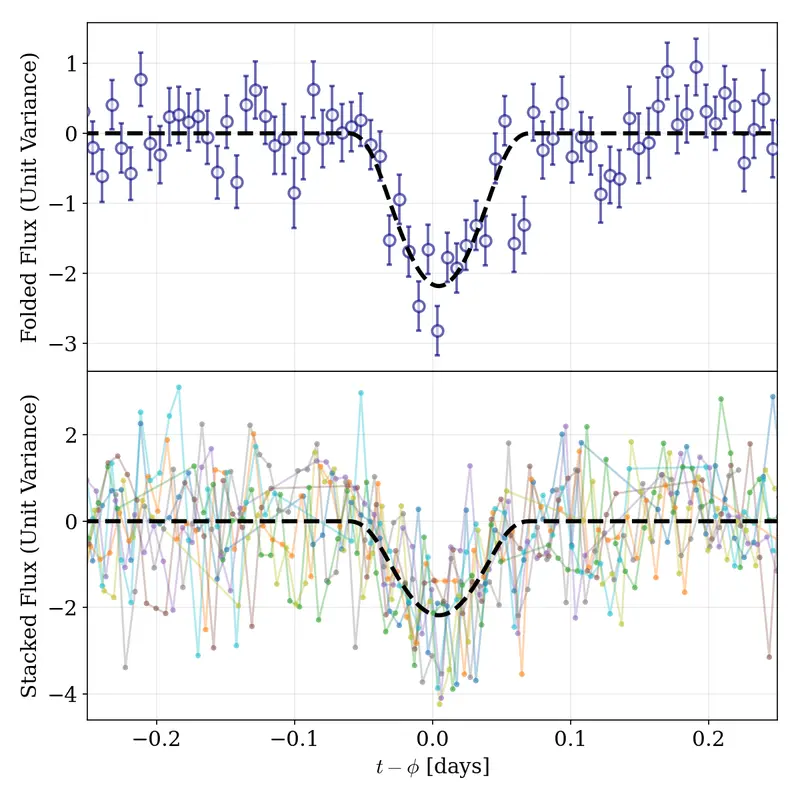 Folded Flux (Unit Variance)
1
0
−1
−2
−3
Stacked Flux (Unit Variance)
2
0
−2
−4
−0.2 −0.1 0.0 0.1 0.2
t − ϕ [days]